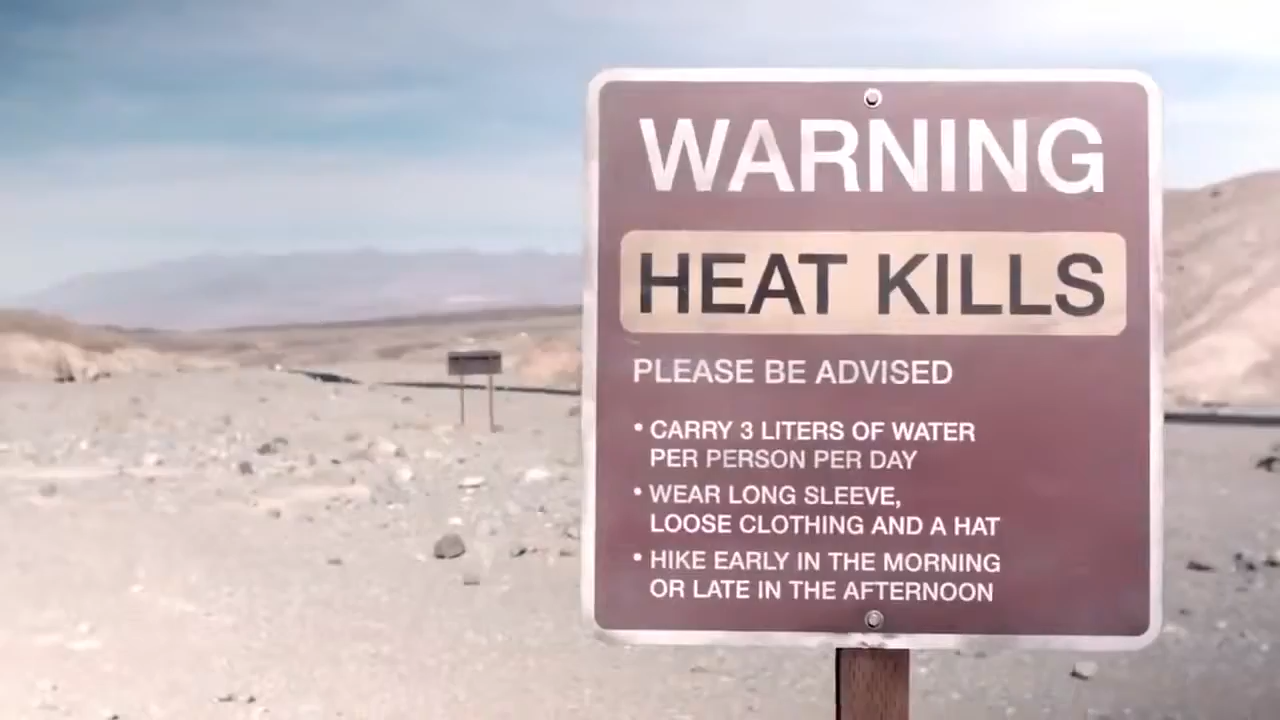 WARNING
HEAT KILLS
PLEASE BE ADVISED
• CARRY 3 LITERS OF WATER
PER PERSON PER DAY
• WEAR LONG SLEEVE,
LOOSE CLOTHING AND A HAT
• HIKE EARLY IN THE MORNING
OR LATE IN THE AFTERNOON